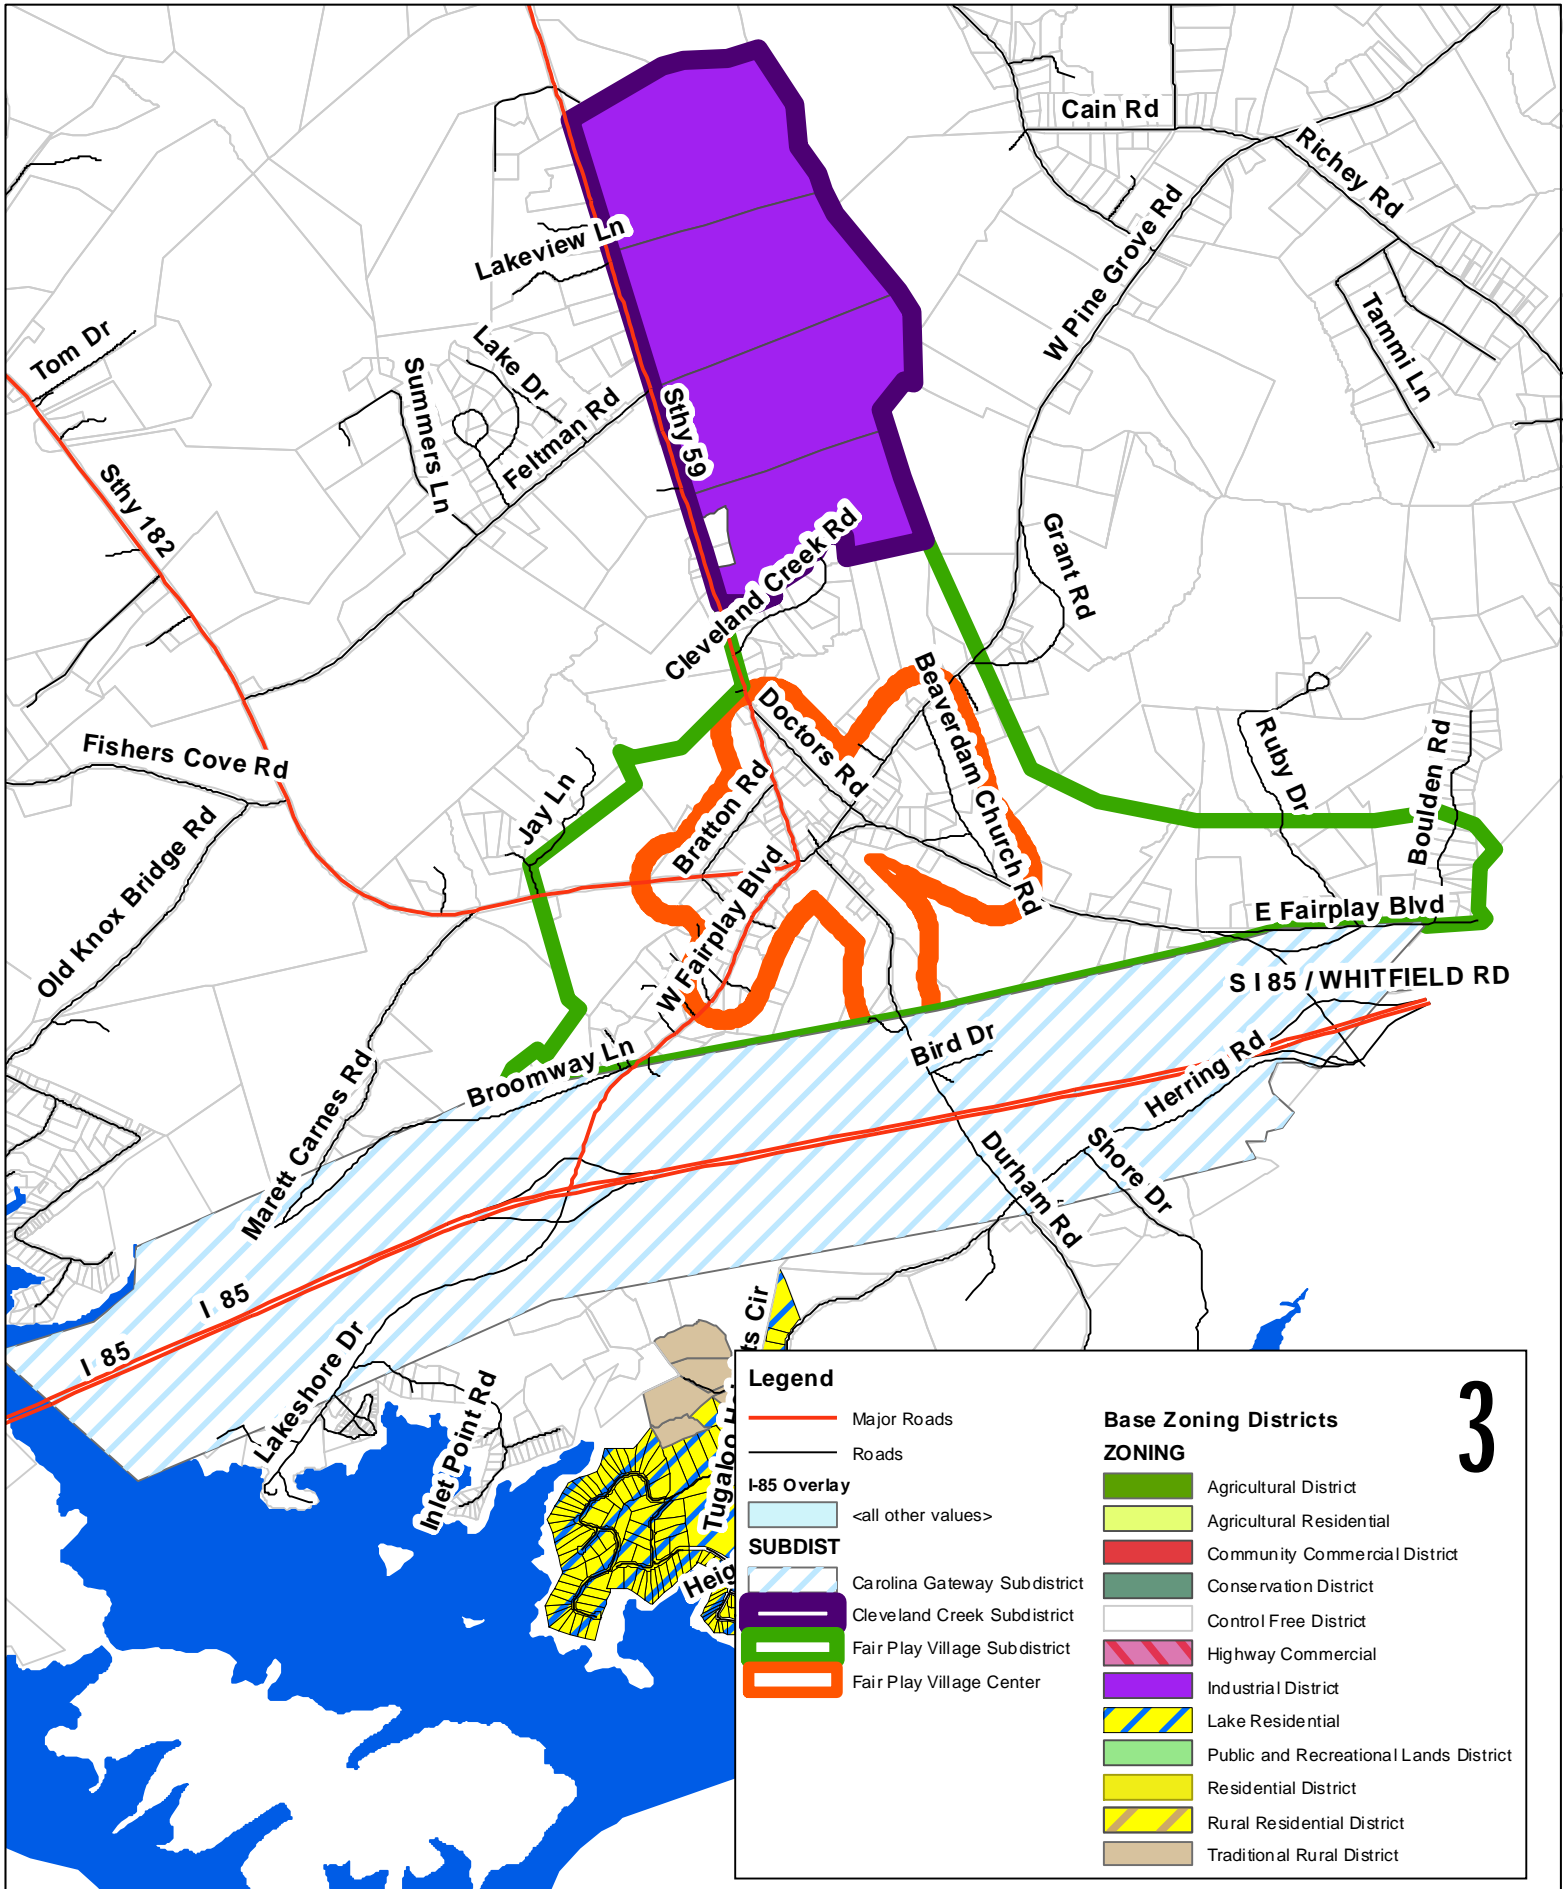 Cain Rd
Richey Rd
W Pine Grove Rd
Lakeview Ln
Tammi Ln
Tom Dr
Lake Dr
Summers Ln
Feltman Rd
Sthy 59
Sthy 182
Cleveland Creek Rd
Grant Rd
Beaverdam Church Rd
Doctors Rd
Ruby Dr
Boulden Rd
Fishers Cove Rd
Jay Ln
Bratton Rd
Old Knox Bridge Rd
W Fairplay Blvd
E Fairplay Blvd
S I 85 / WHITFIELD RD
Bird Dr
Herring Rd
Broomway Ln
Marett Carnes Rd
Shore Dr
Durham Rd
I 85
I 85
Lakeshore Dr
Inlet Point Rd
ts Cir
Tugaloo He
Heig
Legend
Major Roads
Roads
I-85 Overlay
<all other values>
SUBDIST
Carolina Gateway Subdistrict
Cleveland Creek Subdistrict
Fair Play Village Subdistrict
Fair Play Village Center
Base Zoning Districts
ZONING
Agricultural District
Agricultural Residential
Community Commercial District
Conservation District
Control Free District
Highway Commercial
Industrial District
Lake Residential
Public and Recreational Lands District
Residential District
Rural Residential District
Traditional Rural District
3